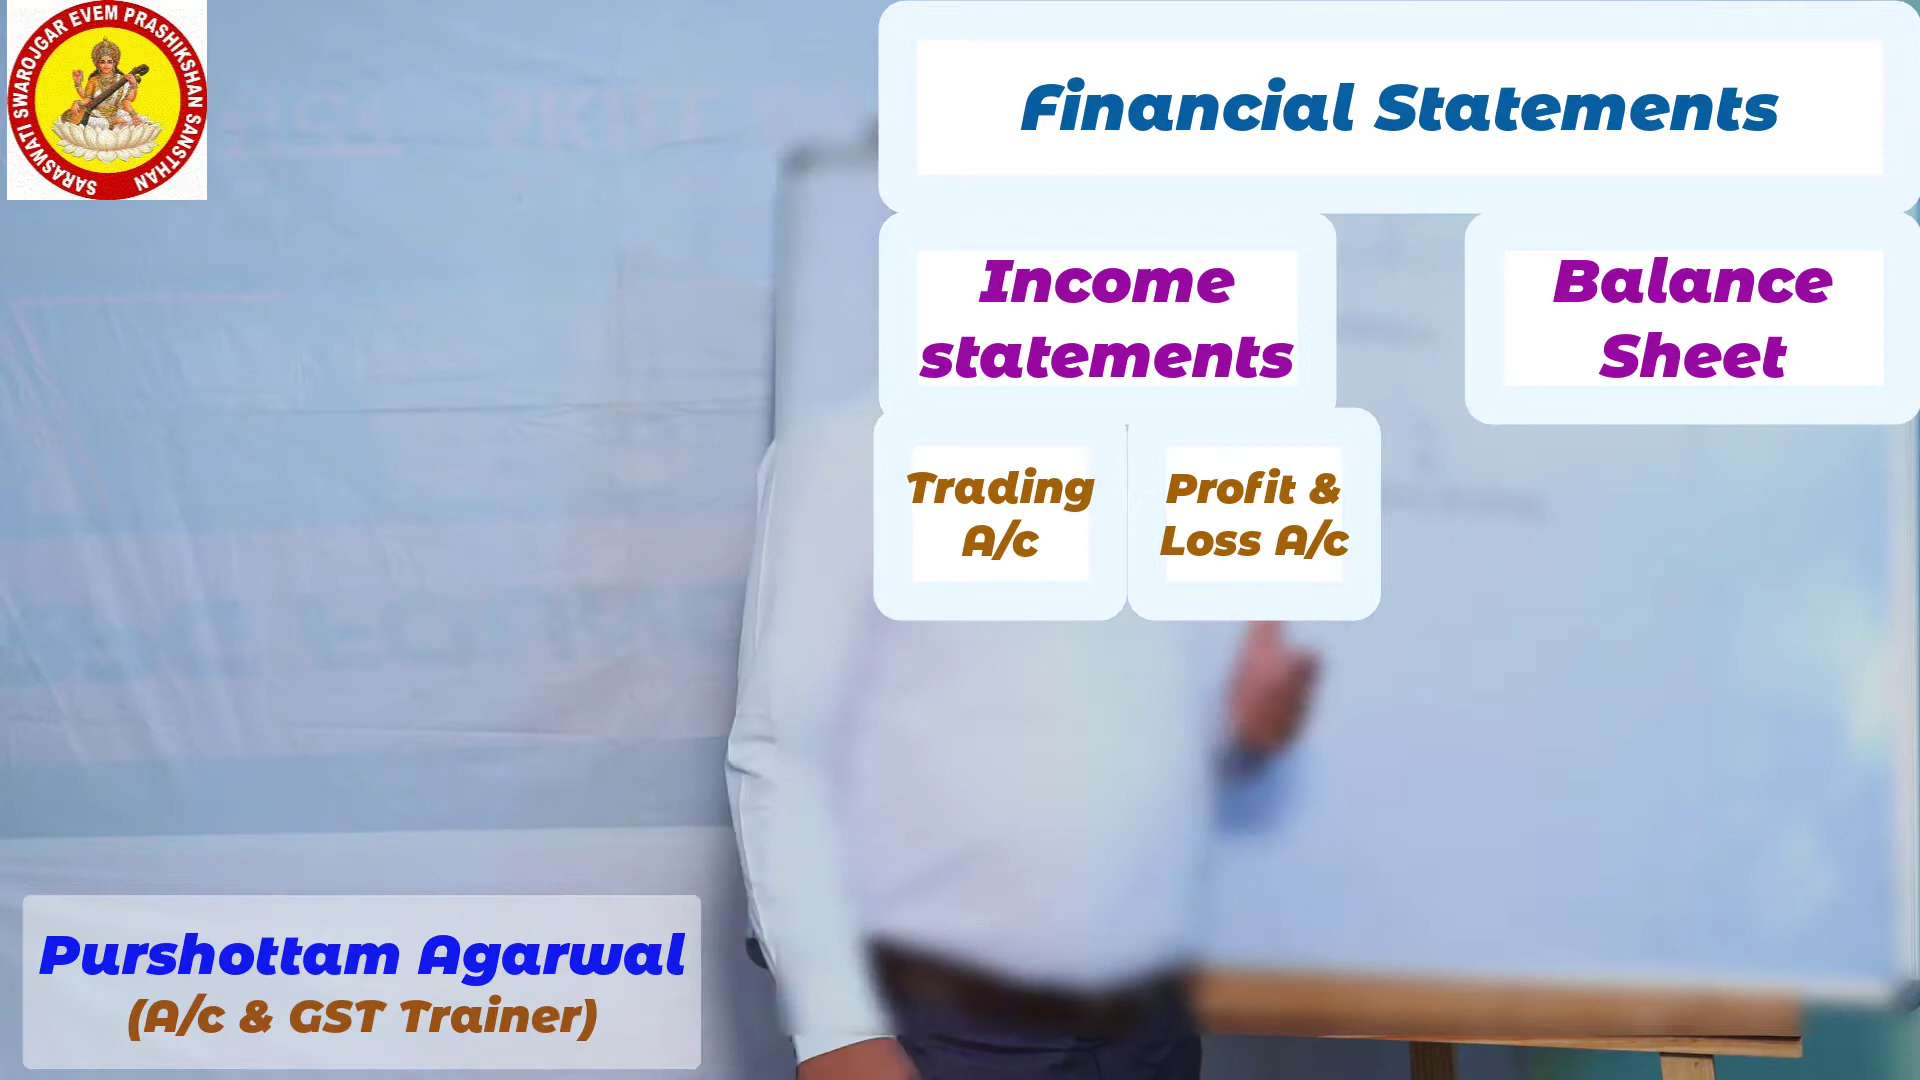 SARASWATI SWAROJGAR EVEM PRASHIKSHAN SANSTHAN
Financial Statements
Income
statements
Balance
Sheet
Trading
A/c
Profit &
Loss A/c
Purshottam Agarwal
(A/c & GST Trainer)